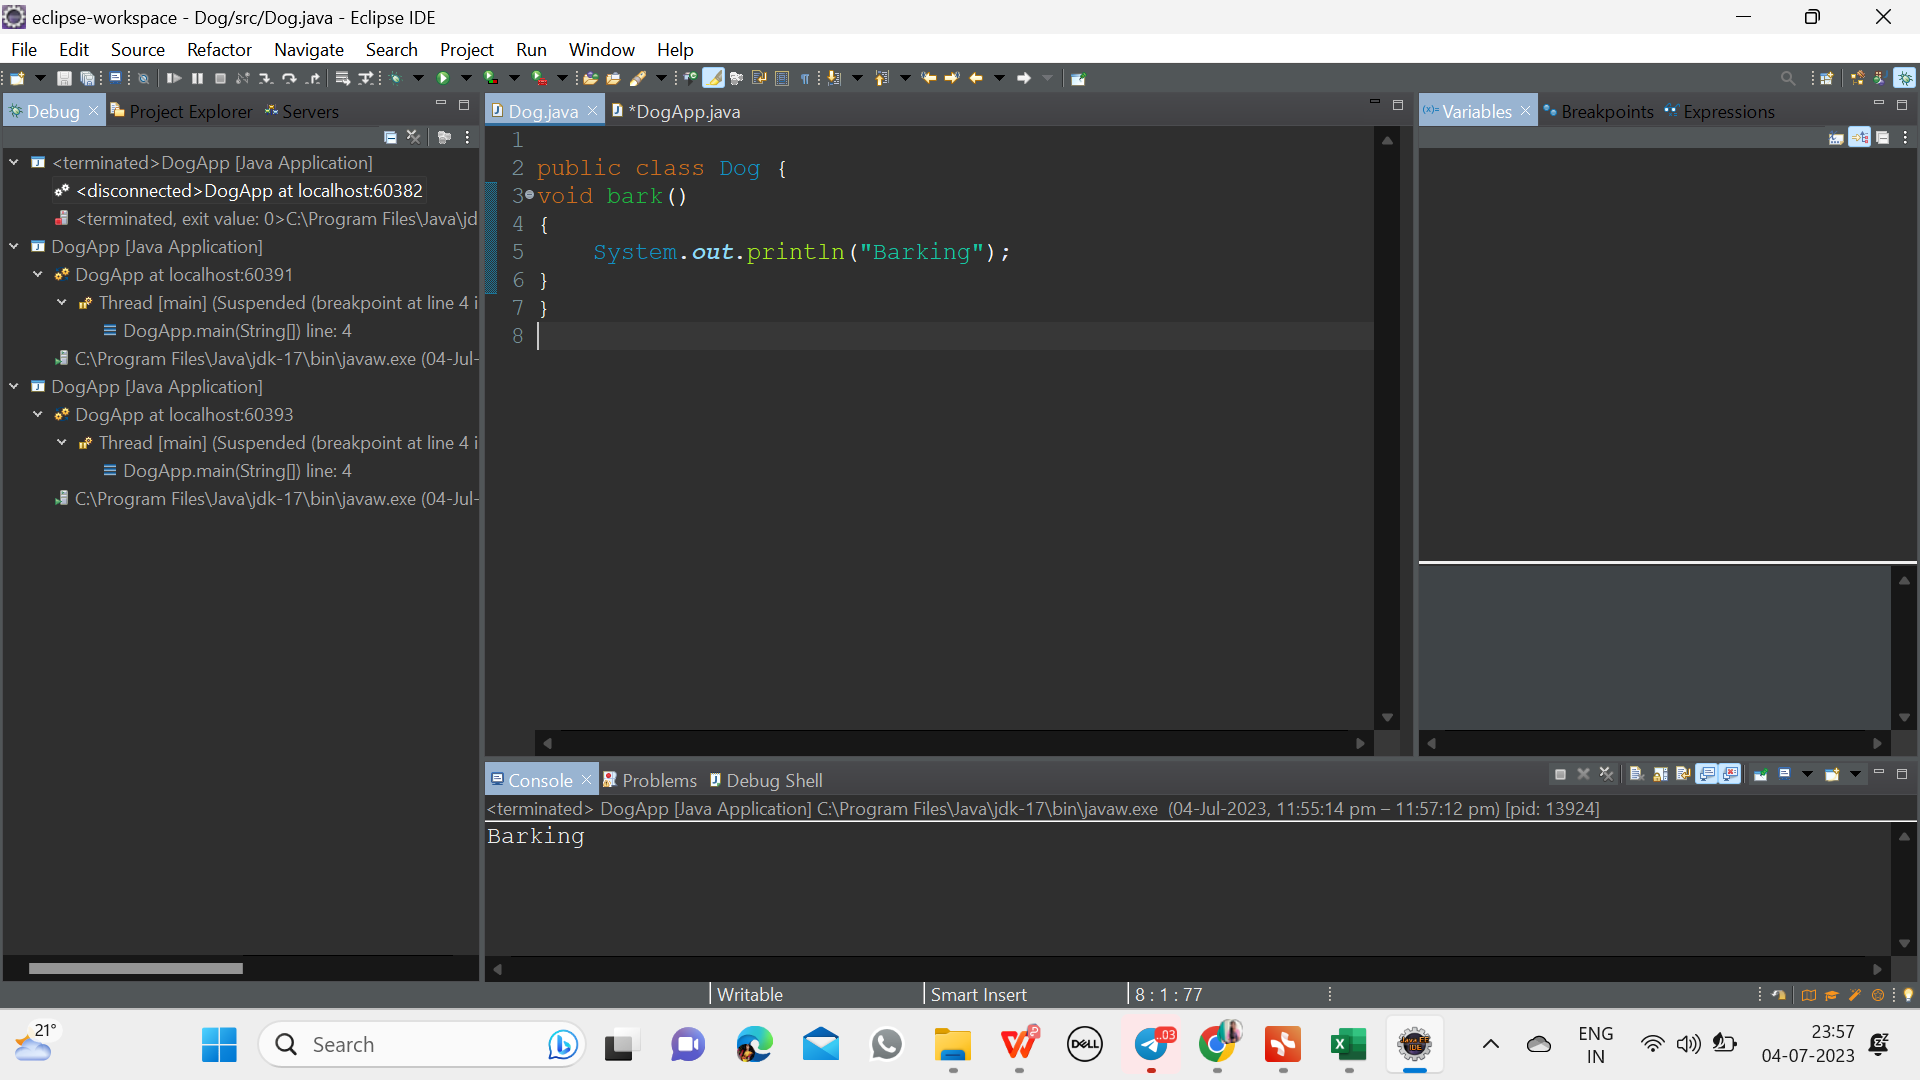 eclipse-workspace - Dog/src/Dog.java - Eclipse IDE
File Edit Source Refactor Navigate Search Project Run Window Help
Debug Project Explorer Servers
<terminated>DogApp [Java Application]
<disconnected>DogApp at localhost:60382
<terminated, exit value: 0>C:\Program Files\Java\jd
DogApp [Java Application]
DogApp at localhost:60391
Thread [main] (Suspended (breakpoint at line 4 i
DogApp.main(String[]) line: 4
C:\Program Files\Java\jdk-17\bin\javaw.exe (04-Jul-
DogApp [Java Application]
DogApp at localhost:60393
Thread [main] (Suspended (breakpoint at line 4 i
DogApp.main(String[]) line: 4
C:\Program Files\Java\jdk-17\bin\javaw.exe (04-Jul-
Dog.java *DogApp.java
1
2 public class Dog {
3 void bark()
4 {
5 System.out.println("Barking");
6 }
7 }
8
(x)= Variables Breakpoints Expressions
Console Problems Debug Shell
<terminated> DogApp [Java Application] C:\Program Files\Java\jdk-17\bin\javaw.exe (04-Jul-2023, 11:55:14 pm – 11:57:12 pm) [pid: 13924]
Barking
Writable Smart Insert 8 : 1 : 77
21°
Search
DELL
..03
ENG
IN
23:57
04-07-2023